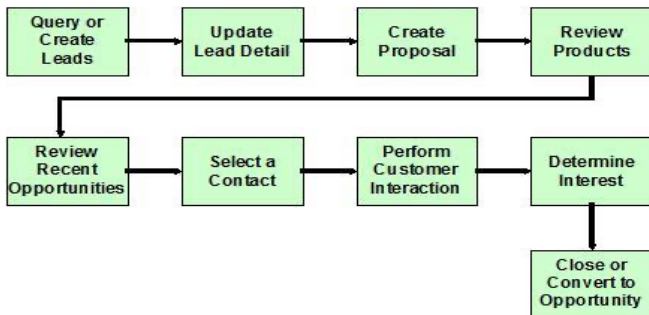 Query or
Create
Leads
Update
Lead Detail
Create
Proposal
Review
Products
Review
Recent
Opportunities
Select a
Contact
Perform
Customer
Interaction
Determine
Interest
Close or
Convert to
Opportunity